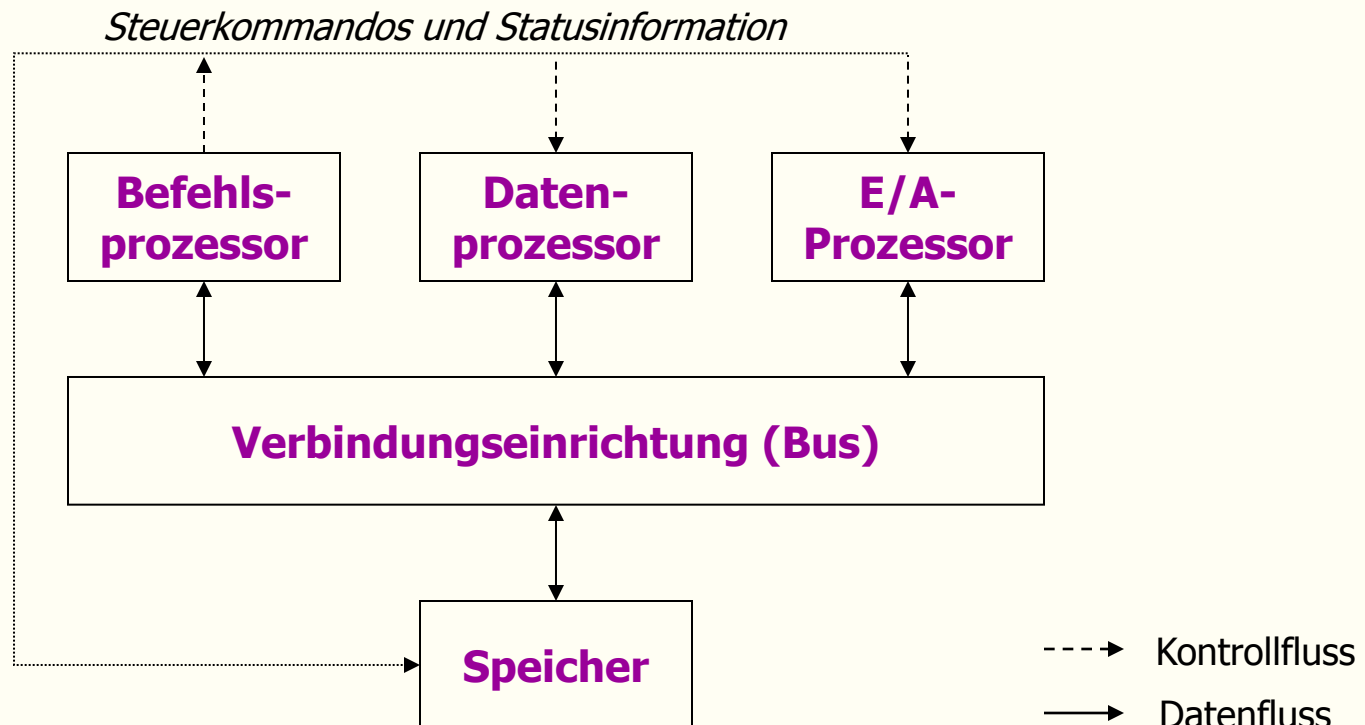 Steuerkommandos und Statusinformation
Befehls-
prozessor
Daten-
prozessor
E/A-
Prozessor
Verbindungseinrichtung (Bus)
Speicher
Kontrollfluss
Datenfluss